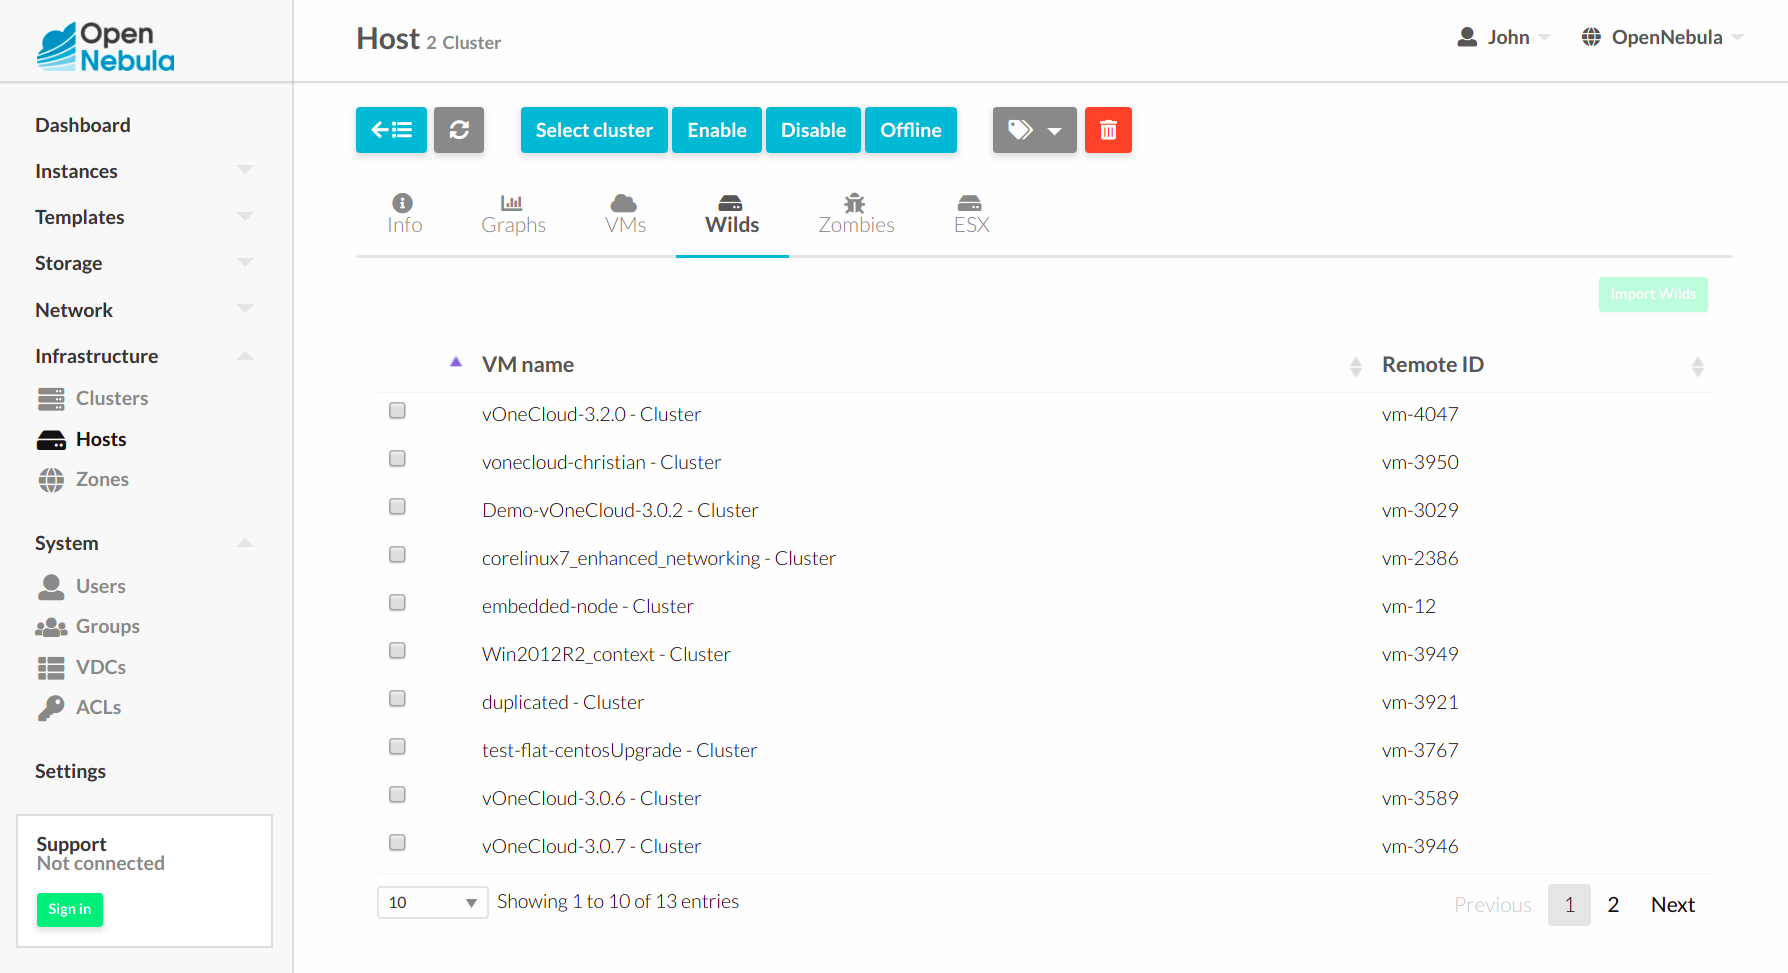 Open
Nebula
Host 2 Cluster
John
OpenNebula
Dashboard
Instances
Templates
Storage
Network
Infrastructure
Clusters
Hosts
Zones
System
Users
Groups
VDCs
ACLs
Settings
Support
Not connected
Sign in
Select cluster
Enable
Disable
Offline
Info
Graphs
VMs
Wilds
Zombies
ESX
Import Wilds
VM name Remote ID
vOneCloud-3.2.0 - Cluster vm-4047
vonecloud-christian - Cluster vm-3950
Demo-vOneCloud-3.0.2 - Cluster vm-3029
corelinux7_enhanced_networking - Cluster vm-2386
embedded-node - Cluster vm-12
Win2012R2_context - Cluster vm-3949
duplicated - Cluster vm-3921
test-flat-centosUpgrade - Cluster vm-3767
vOneCloud-3.0.6 - Cluster vm-3589
vOneCloud-3.0.7 - Cluster vm-3946
10 Showing 1 to 10 of 13 entries
Previous 1 2 Next